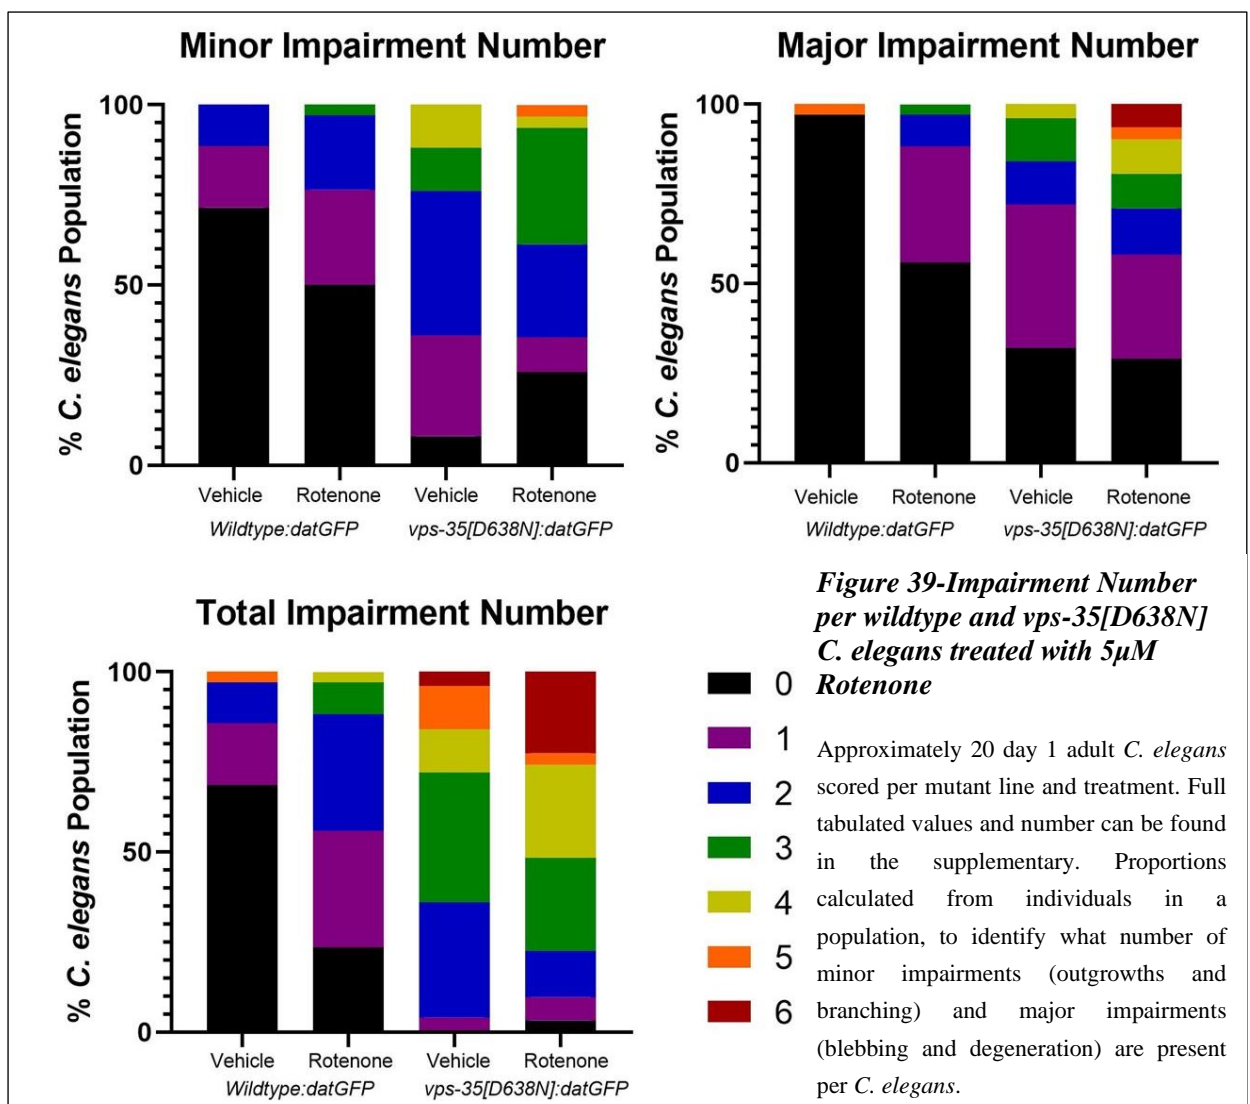 Minor Impairment Number
% C. elegans Population
100
50
0
Vehicle Rotenone Vehicle Rotenone
Wildtype:datGFP vps-35[D638N]:datGFP
Major Impairment Number
% C. elegans Population
100
50
0
Vehicle Rotenone Vehicle Rotenone
Wildtype:datGFP vps-35[D638N]:datGFP
Total Impairment Number
% C. elegans Population
100
50
0
Vehicle Rotenone Vehicle Rotenone
Wildtype:datGFP vps-35[D638N]:datGFP
0
1
2
3
4
5
6
Figure 39-Impairment Number
per wildtype and vps-35[D638N]
C. elegans treated with 5µM
Rotenone
Approximately 20 day 1 adult C. elegans
scored per mutant line and treatment. Full
tabulated values and number can be found
in the supplementary. Proportions
calculated from individuals in a
population, to identify what number of
minor impairments (outgrowths and
branching) and major impairments
(blebbing and degeneration) are present
per C. elegans.